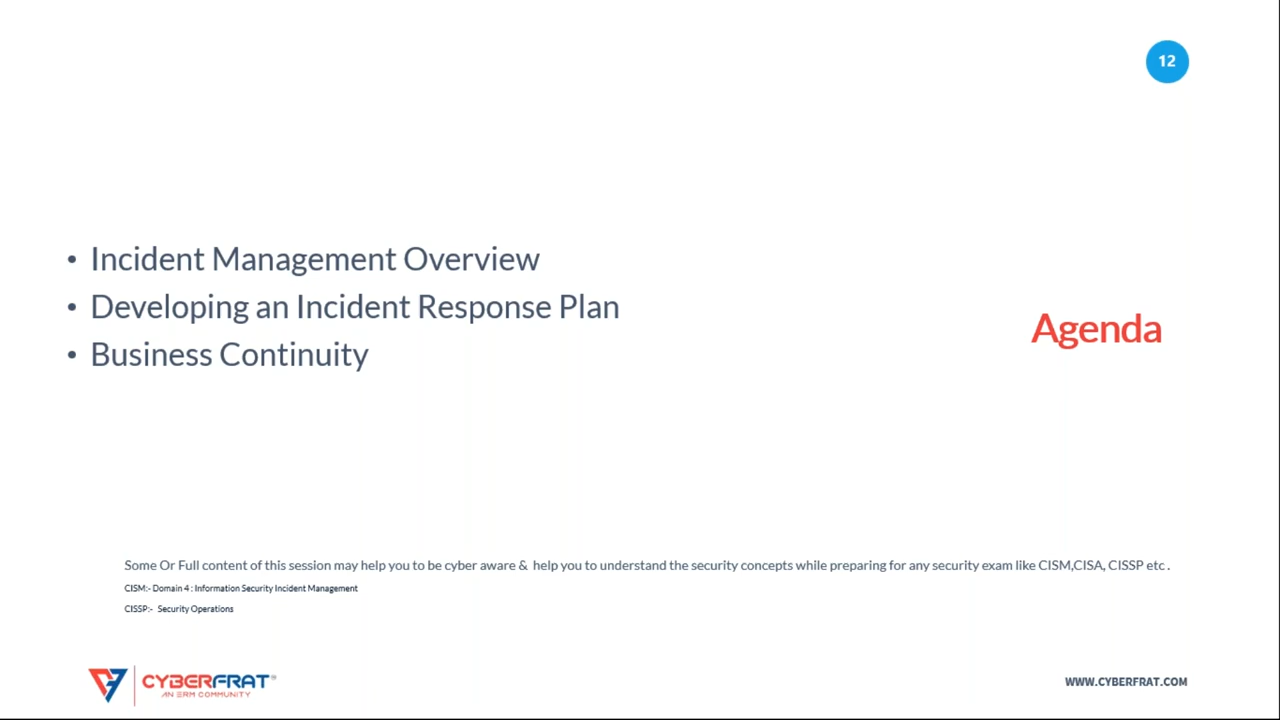 12
• Incident Management Overview
• Developing an Incident Response Plan
• Business Continuity
Agenda
Some Or Full content of this session may help you to be cyber aware & help you to understand the security concepts while preparing for any security exam like CISM,CISA, CISSP etc .
CISM:- Domain 4 : Information Security Incident Management
CISSP:- Security Operations
CYBERFRAT
AN ERM COMMUNITY
WWW.CYBERFRAT.COM